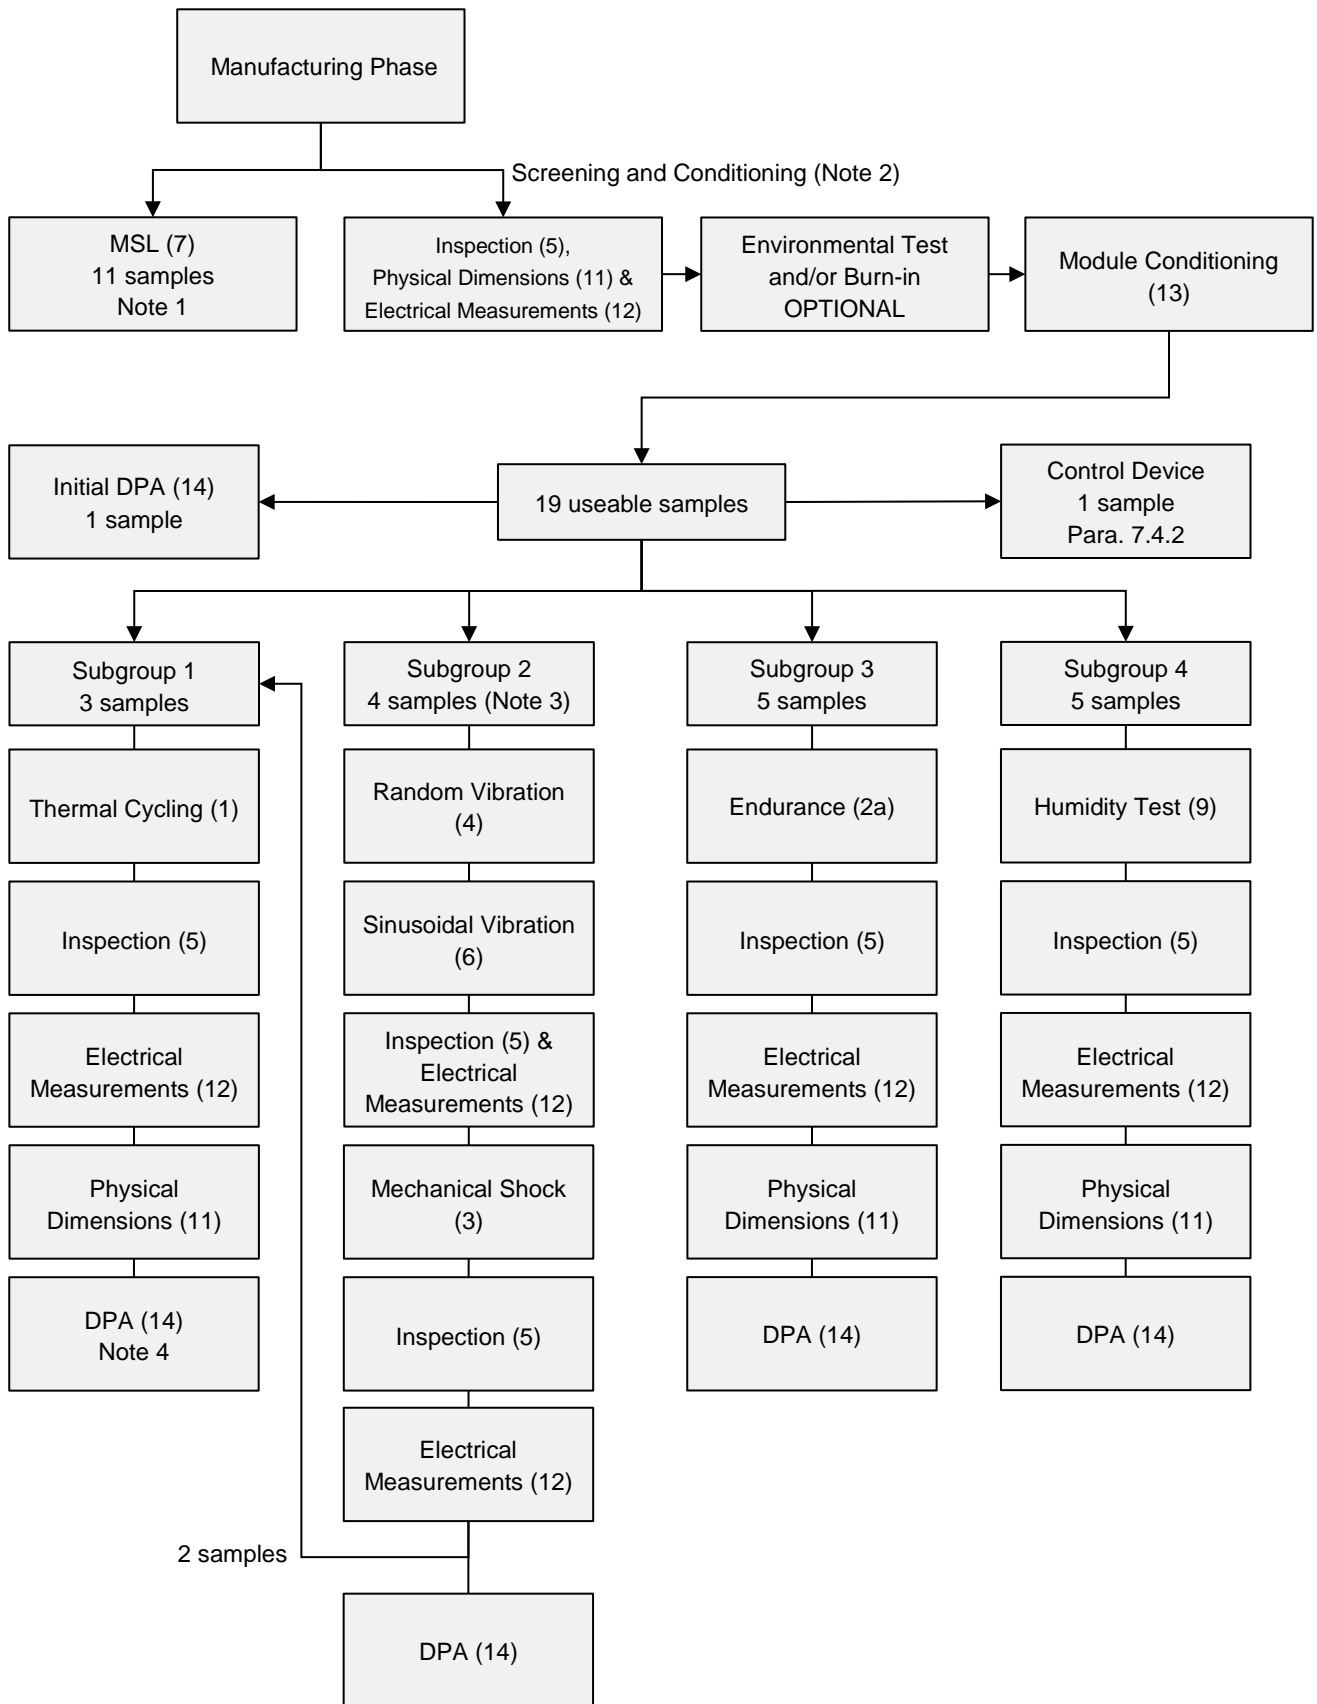 Manufacturing Phase
Screening and Conditioning (Note 2)
MSL (7)
11 samples
Note 1
Inspection (5),
Physical Dimensions (11) &
Electrical Measurements (12)
Environmental Test
and/or Burn-in
OPTIONAL
Module Conditioning
(13)
Initial DPA (14)
1 sample
19 useable samples
Control Device
1 sample
Para. 7.4.2
Subgroup 1
3 samples
Subgroup 2
4 samples (Note 3)
Subgroup 3
5 samples
Subgroup 4
5 samples
Thermal Cycling (1)
Random Vibration
(4)
Endurance (2a)
Humidity Test (9)
Inspection (5)
Sinusoidal Vibration
(6)
Inspection (5)
Inspection (5)
Electrical
Measurements (12)
Inspection (5) &
Electrical
Measurements (12)
Electrical
Measurements (12)
Electrical
Measurements (12)
Physical
Dimensions (11)
Mechanical Shock
(3)
Physical
Dimensions (11)
Physical
Dimensions (11)
DPA (14)
Note 4
Inspection (5)
DPA (14)
DPA (14)
Electrical
Measurements (12)
2 samples
DPA (14)